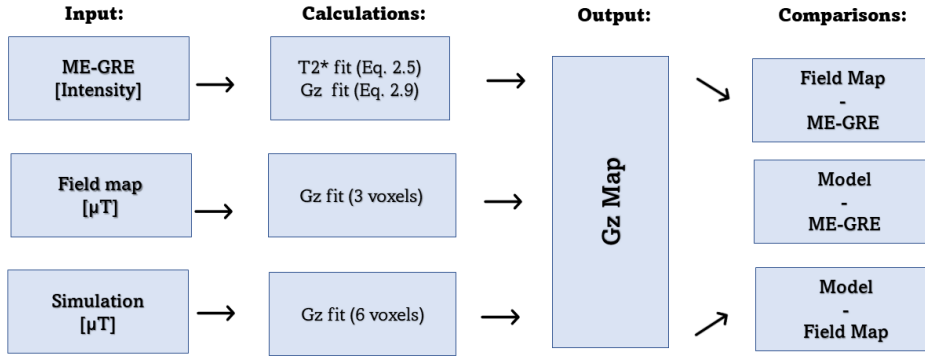 Input:
Calculations:
Output:
Comparisons:
ME-GRE
[Intensity]
T2* fit (Eq. 2.5)
Gz fit (Eq. 2.9)
Field map
[µT]
Gz fit (3 voxels)
Simulation
[µT]
Gz fit (6 voxels)
Gz Map
Field Map
-
ME-GRE
Model
-
ME-GRE
Model
-
Field Map